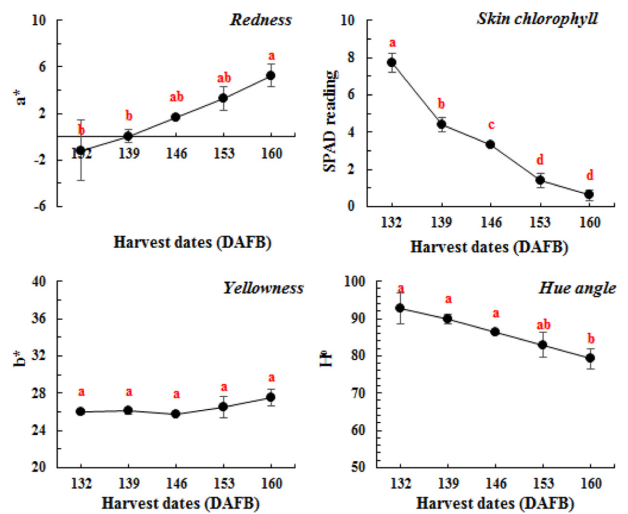 Redness
a*
10
6
2
-2
-6
b b ab ab a
132 139 146 153 160
Harvest dates (DAFB)
Skin chlorophyll
SPAD reading
10
8
6
4
2
0
a b c d d
132 139 146 153 160
Harvest dates (DAFB)
Yellowness
b*
40
36
32
28
24
20
a a a a a
132 139 146 153 160
Harvest dates (DAFB)
Hue angle
H°
100
90
80
70
60
50
a a a ab b
132 139 146 153 160
Harvest dates (DAFB)